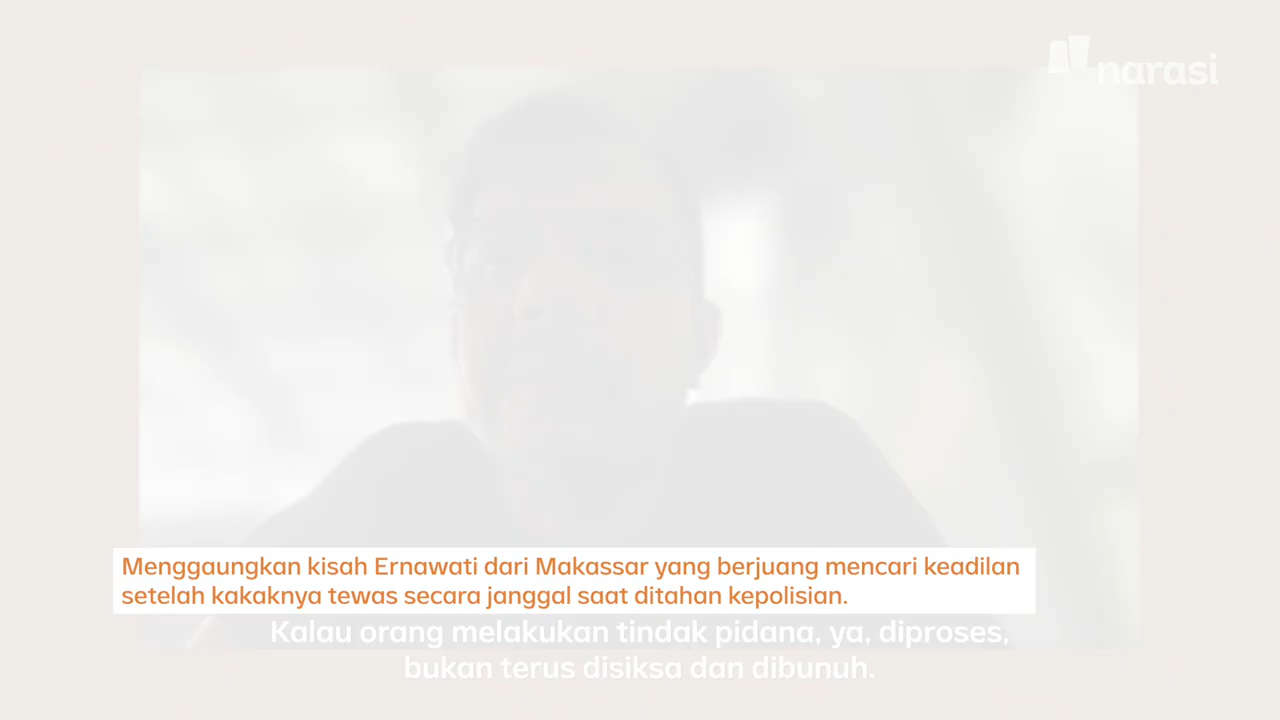 narasi
Menggaungkan kisah Ernawati dari Makassar yang berjuang mencari keadilan
setelah kakaknya tewas secara janggal saat ditahan kepolisian.
Kalau orang melakukan tindak pidana, ya, diproses,
bukan terus disiksa dan dibunuh.